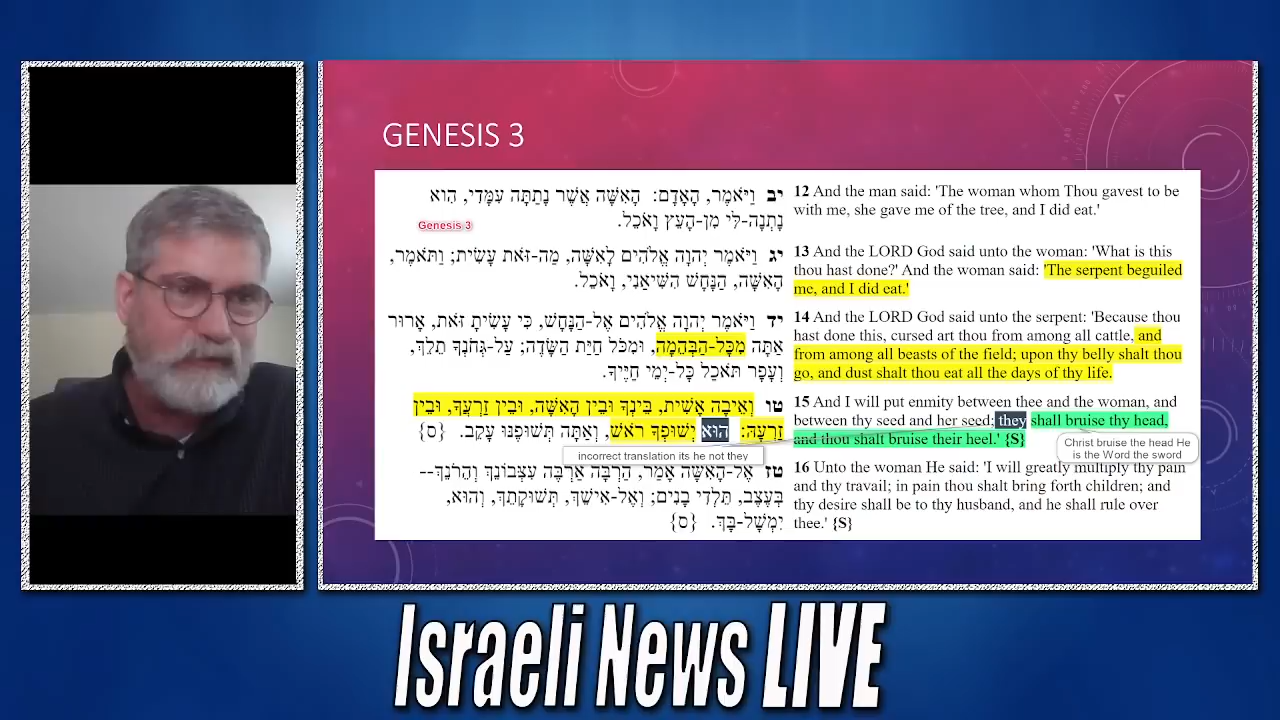 GENESIS 3
יב וַיֹּאמֶר, הָאָדָם: הָאִשָּׁה אֲשֶׁר נָתַתָּה עִמָּדִי, הִוא
נָתְנָה-לִּי מִן-הָעֵץ וָאֹכֵל.
Genesis 3
יג וַיֹּאמֶר יְהוָה אֱלֹהִים לָאִשָּׁה, מַה-זֹּאת עָשִׂית; וַתֹּאמֶר,
הָאִשָּׁה, הַנָּחָשׁ הִשִּׁיאַנִי, וָאֹכֵל.
יד וַיֹּאמֶר יְהוָה אֱלֹהִים אֶל-הַנָּחָשׁ, כִּי עָשִׂיתָ זֹּאת, אָרוּר
אַתָּה מִכָּל-הַבְּהֵמָה, וּמִכֹּל חַיַּת הַשָּׂדֶה; עַל-גְּחֹנְךָ תֵלֵךְ,
וְעָפָר תֹּאכַל כָּל-יְמֵי חַיֶּיךָ.
טו וְאֵיבָה אָשִׁית, בֵּינְךָ וּבֵין הָאִשָּׁה, וּבֵין זַרְעֲךָ, וּבֵין
זַרְעָהּ: הוּא יְשׁוּפְךָ רֹאשׁ, וְאַתָּה תְּשׁוּפֶנּוּ עָקֵב. {ס}
incorrect translation its he not they
טז אֶל-הָאִשָּׁה אָמַר, הַרְבָּה אַרְבֶּה עִצְּבוֹנֵךְ וְהֵרֹנֵךְ--
בְּעֶצֶב, תֵּלְדִי בָנִים; וְאֶל-אִישֵׁךְ, תְּשׁוּקָתֵךְ, וְהוּא,
יִמְשָׁל-בָּךְ. {ס}
12 And the man said: 'The woman whom Thou gavest to be
with me, she gave me of the tree, and I did eat.'
13 And the LORD God said unto the woman: 'What is this
thou hast done?' And the woman said: 'The serpent beguiled
me, and I did eat.'
14 And the LORD God said unto the serpent: 'Because thou
hast done this, cursed art thou from among all cattle, and
from among all beasts of the field; upon thy belly shalt thou
go, and dust shalt thou eat all the days of thy life.
15 And I will put enmity between thee and the woman, and
between thy seed and her seed; they shall bruise thy head,
and thou shalt bruise their heel.' {S}
Christ bruise the head He
is the Word the sword
16 Unto the woman He said: 'I will greatly multiply thy pain
and thy travail; in pain thou shalt bring forth children; and
thy desire shall be to thy husband, and he shall rule over
thee.' {S}
Israeli News LIVE